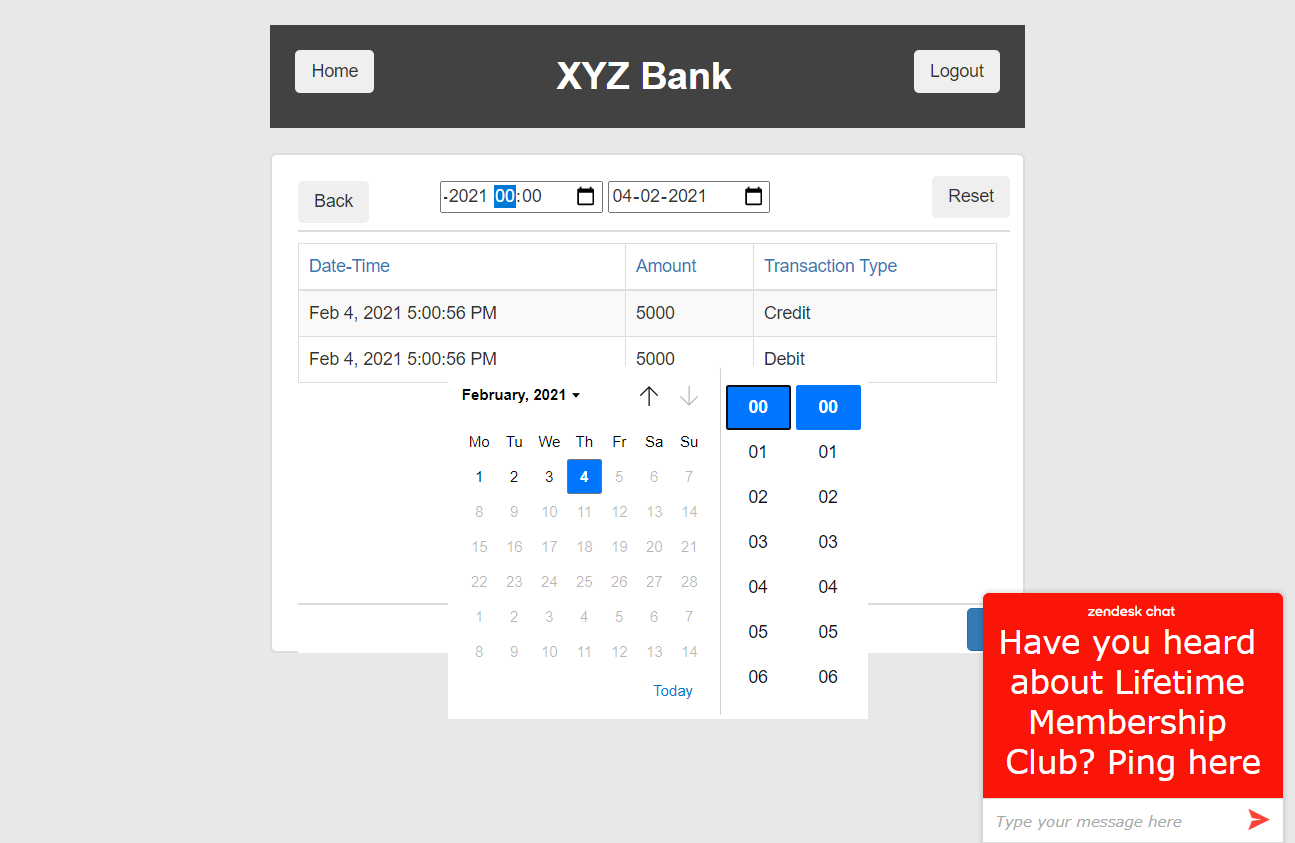 Home XYZ Bank Logout
Back -2021 00:00 04-02-2021 Reset
Date-Time Amount Transaction Type
Feb 4, 2021 5:00:56 PM 5000 Credit
Feb 4, 2021 5:00:56 PM 5000 Debit
February, 2021
Mo Tu We Th Fr Sa Su
1 2 3 4 5 6 7
8 9 10 11 12 13 14
15 16 17 18 19 20 21
22 23 24 25 26 27 28
1 2 3 4 5 6 7
8 9 10 11 12 13 14
Today
00 00
01 01
02 02
03 03
04 04
05 05
06 06
zendesk chat
Have you heard
about Lifetime
Membership
Club? Ping here
Type your message here